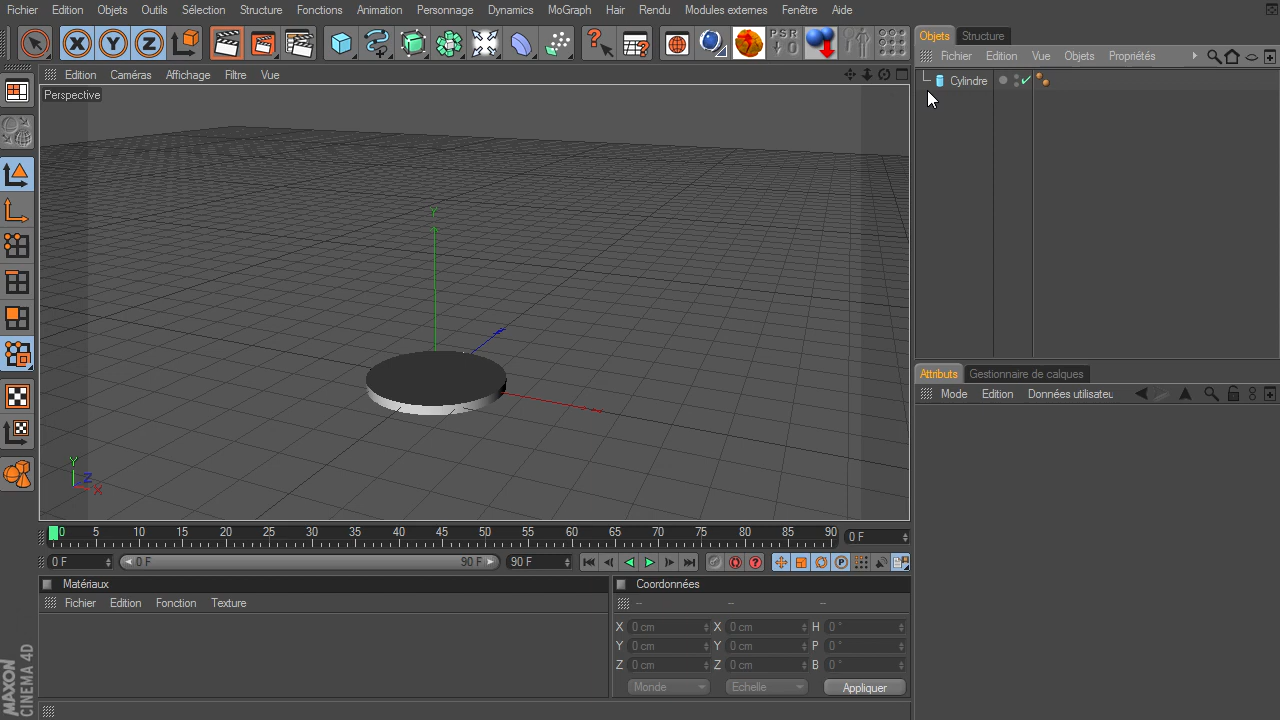 Fichier Edition Objets Outils Sélection Structure Fonctions Animation Personnage Dynamics MoGraph Hair Rendu Modules externes Fenêtre Aide
X Y Z PSR 0
Objets Structure
Fichier Edition Vue Objets Propriétés
Edition Caméras Affichage Filtre Vue
Perspective
Cylindre
Y
Y
Z
X
Attributs Gestionnaire de calques
Mode Edition Données utilisateu
0 5 10 15 20 25 30 35 40 45 50 55 60 65 70 75 80 85 90 0 F
0 F 0 F 90 F 90 F
Matériaux
Fichier Edition Fonction Texture
Coordonnées
-- -- --
X 0 cm X 0 cm H 0 °
Y 0 cm Y 0 cm P 0 °
Z 0 cm Z 0 cm B 0 °
Monde Echelle Appliquer
MAXON
CINEMA 4D